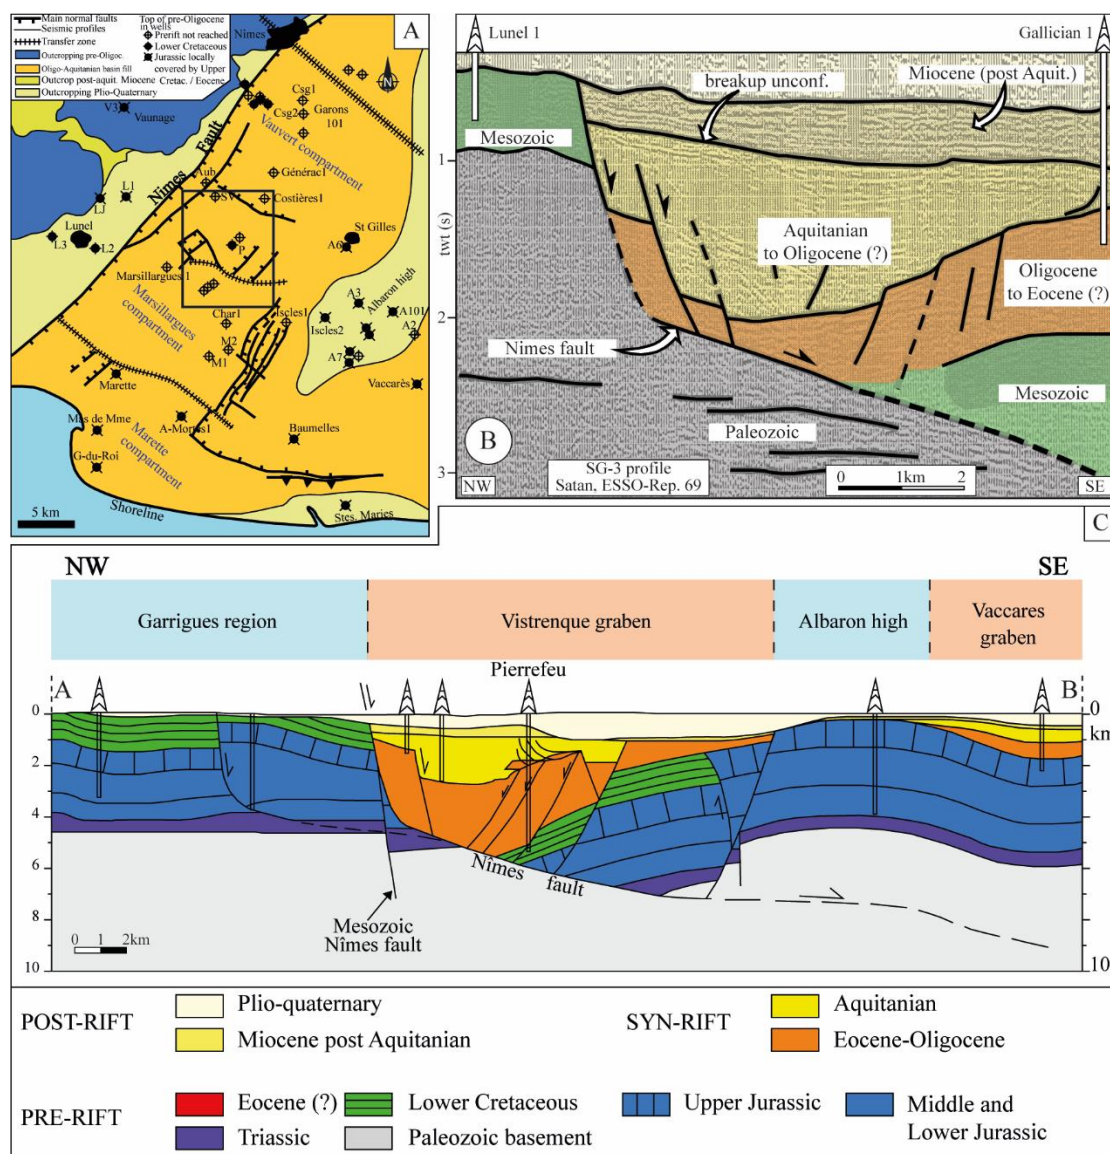 Main normal faults
Seismic profiles
Transfer zone
Outcropping pre-Oligoc.
Oligo-Aquitanian basin fill
Outcrop post-aquit. Miocene
Outcropping Plio-Quaternary
Top of pre-Oligocene
in wells
Prerift not reached
Lower Cretaceous
Jurassic locally
covered by Upper
Cretac. / Eocene
A
Nîmes
N
V3
Vaunage
Csg1
Csg2
Garons
101
Vauvert compartment
Nîmes Fault
Générac1
Aub
SV
Costières1
L1
LJ
Lunel
L3
L2
P
St Gilles
A6
Marsillargues 1
Marsillargues
compartment
Albaron high
A3
A101
A2
Iscles1
Iscles2
Char1
M2
M1
A7
Vaccarès
Marette
Mas de Mme
A-Mortes1
Baumelles
G-du-Roi
Marette
compartment
Shoreline
Stes. Maries
5 km
Lunel 1
Gallician 1
breakup unconf.
Miocene (post Aquit.)
Mesozoic
1
twt (s)
Aquitanian
to Oligocene (?)
Oligocene
to Eocene (?)
2
Nimes fault
Mesozoic
Paleozoic
B
SG-3 profile
Satan, ESSO-Rep. 69
0 1km 2
3
NW
SE
C
NW
SE
Garrigues region
Vistrenque graben
Albaron high
Vaccares
graben
Pierrefeu
A
B
0
0
km
2
2
4
4
6
6
8
8
10
10
Nîmes fault
Mesozoic
Nîmes fault
0 1 2km
POST-RIFT
Plio-quaternary
Miocene post Aquitanian
SYN-RIFT
Aquitanian
Eocene-Oligocene
PRE-RIFT
Eocene (?)
Lower Cretaceous
Upper Jurassic
Middle and
Lower Jurassic
Triassic
Paleozoic basement